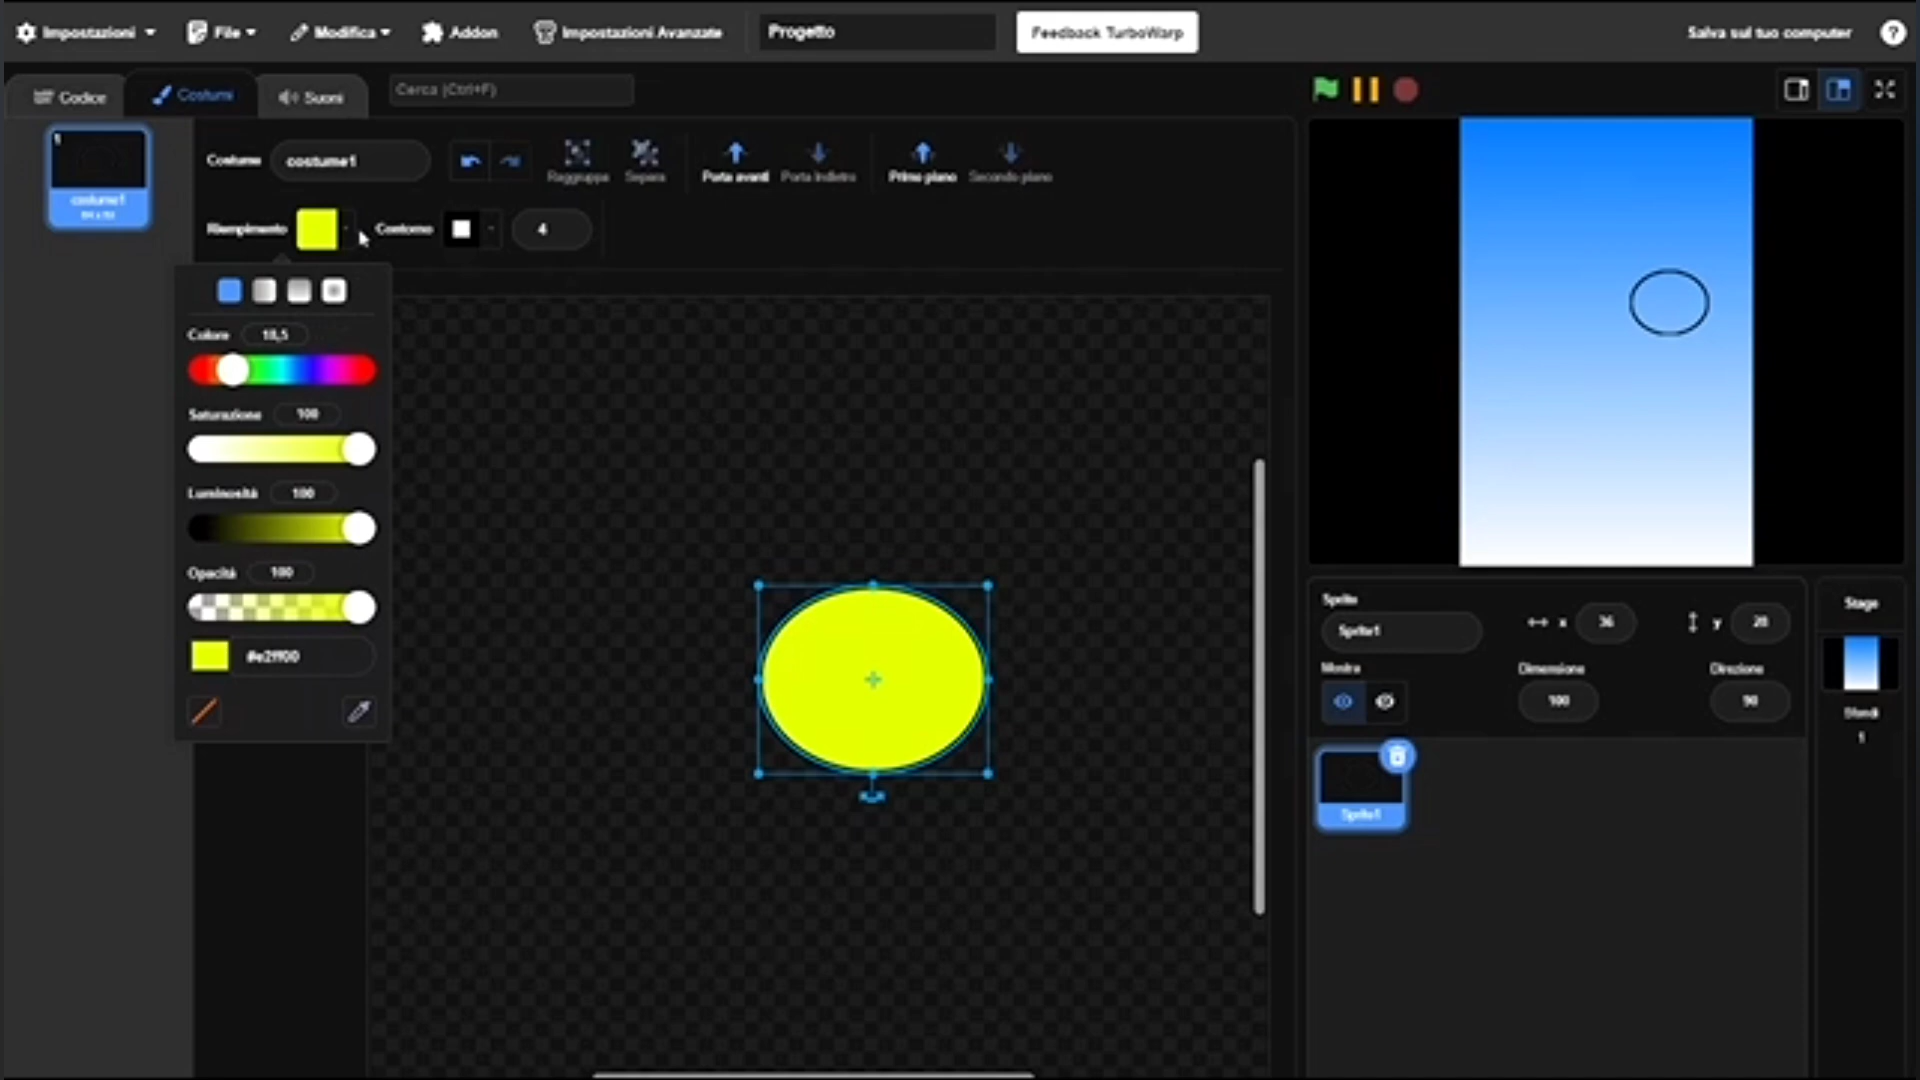 Impostazioni File Modifica Addon Impostazioni Avanzate Progetto Feedback TurboWarp Salva sul tuo computer ?
Codice Costumi Suoni Cerca (Ctrl+F)
1
costume1
Costume costume1 Raggruppa Separa Porta avanti Porta indietro Primo piano Secondo piano
Riempimento Contorno 4
Colore 18,5
Saturazione 100
Luminosità 100
Opacità 100
#e2ff00
Sprite
Sprite1 x 36 y 28
Mostra Dimensione Direzione
100 90
Sprite1
Stage
Sfondi
1